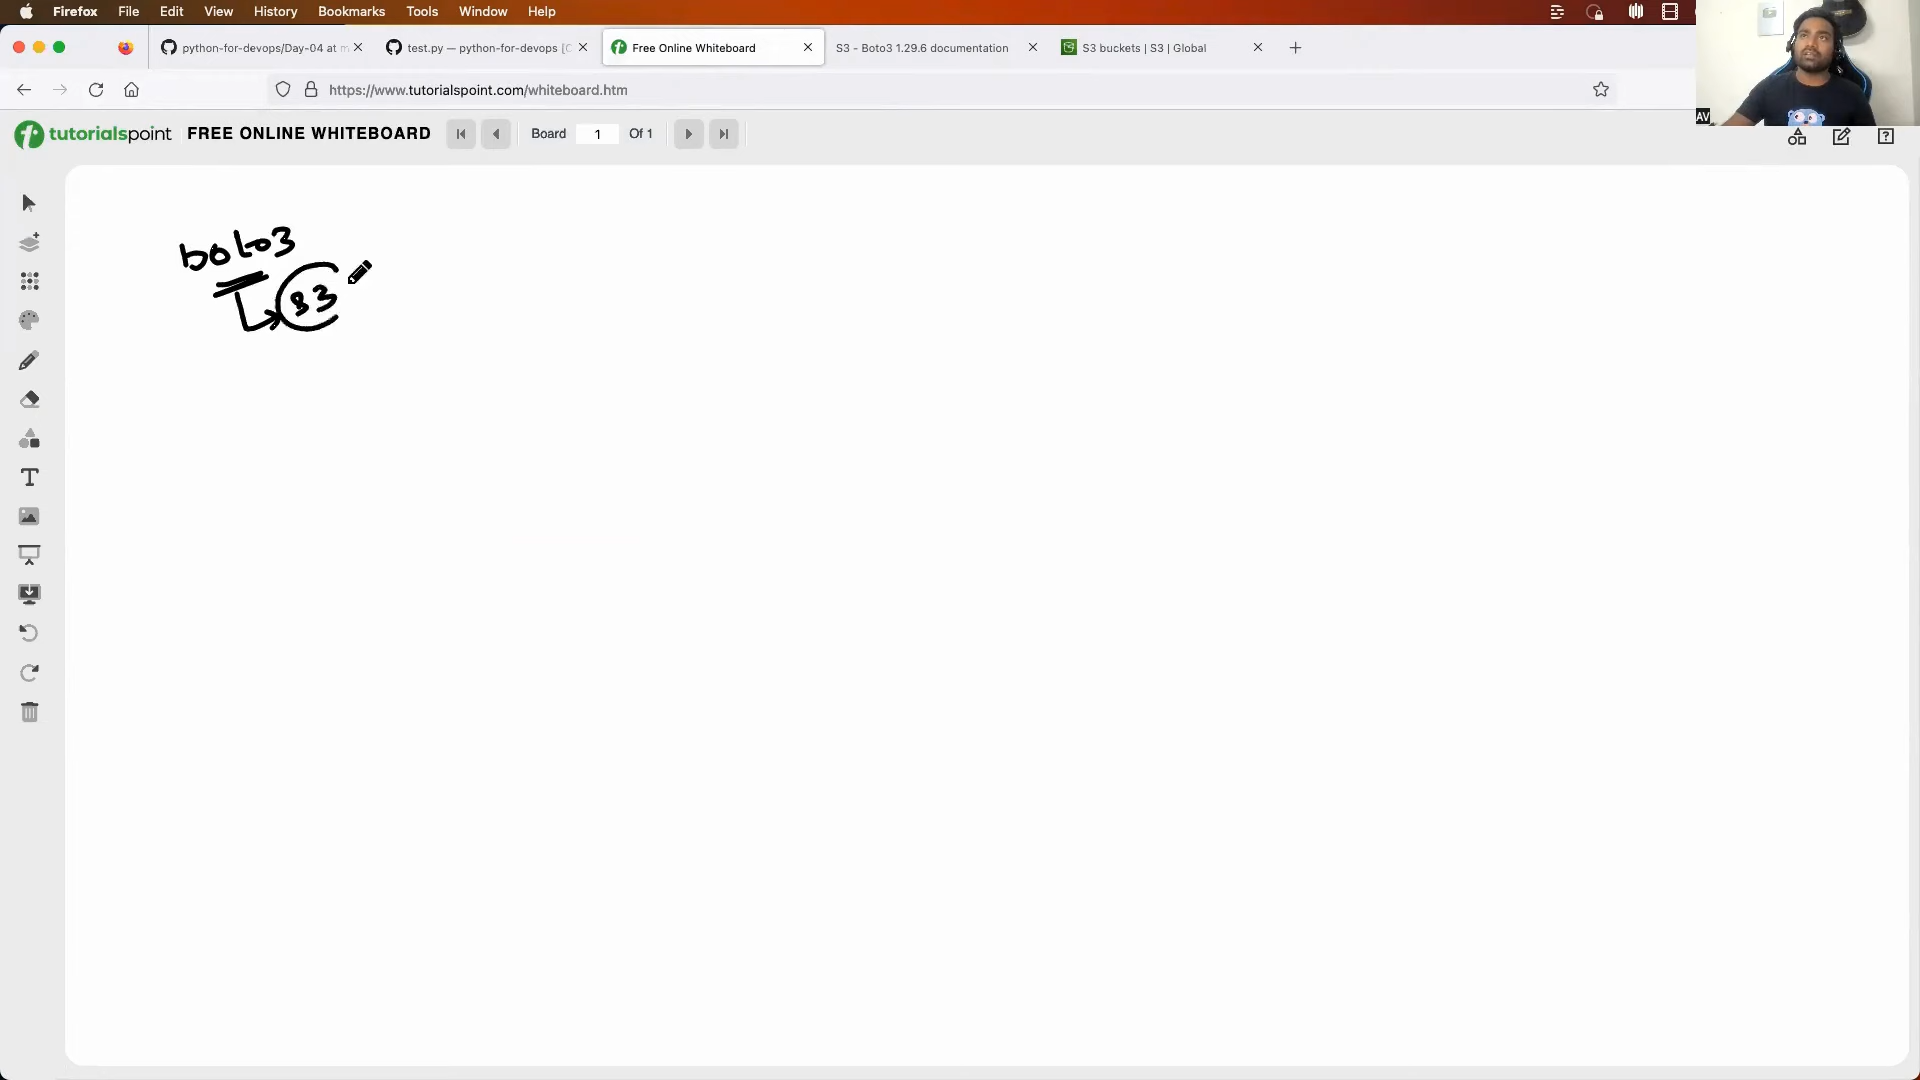 Firefox File Edit View History Bookmarks Tools Window Help
python-for-devops/Day-04 at m
test.py — python-for-devops [C
Free Online Whiteboard
S3 - Boto3 1.29.6 documentation
S3 buckets | S3 | Global
https://www.tutorialspoint.com/whiteboard.htm
tutorialspoint FREE ONLINE WHITEBOARD Board 1 Of 1
AV
boto3
S3